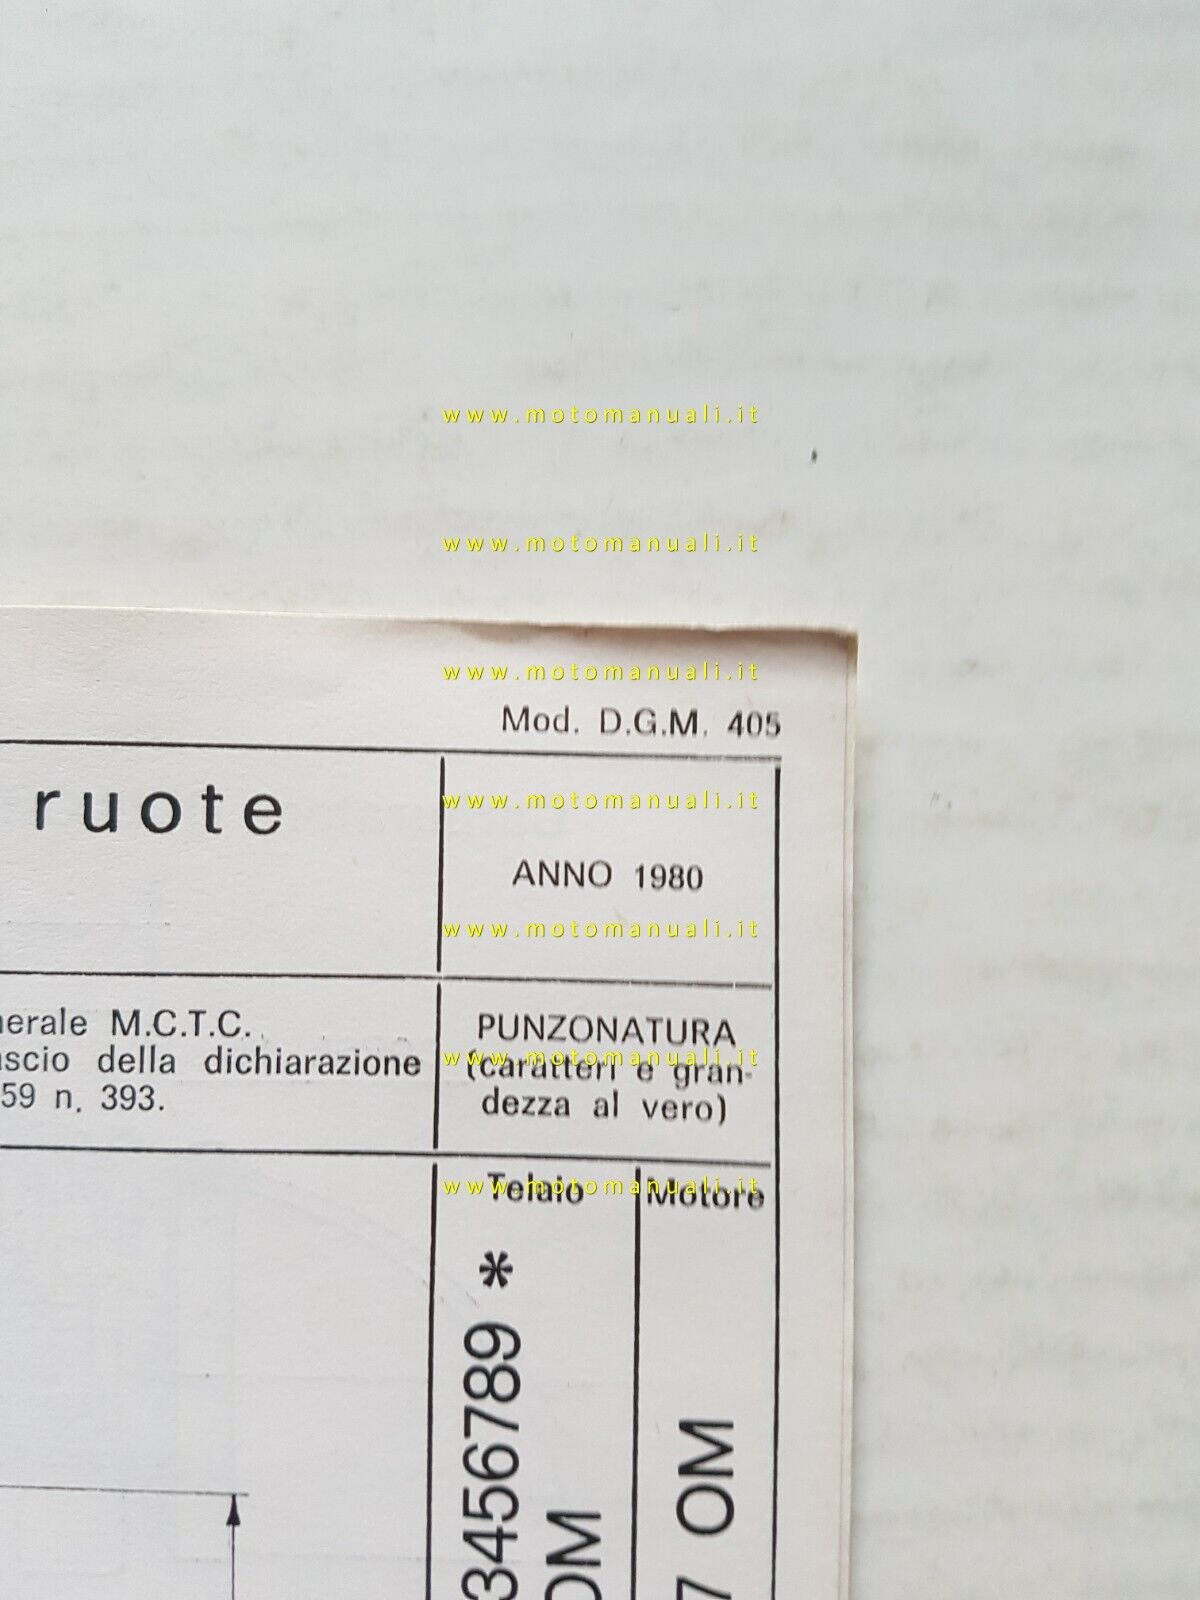 www.motomanuali.it
www.motomanuali.it
www.motomanuali.it
Mod. D.G.M. 405
ruote
www.motomanuali.it
ANNO 1980
www.motomanuali.it
nerale M.C.T.C.
ascio della dichiarazione
59 n. 393.
PUNZONATURA
www.motomanuali.it
(caratteri e gran-
dezza al vero)
Telaio
Motore
www.motomanuali.it
3456789 *
OM
7 OM